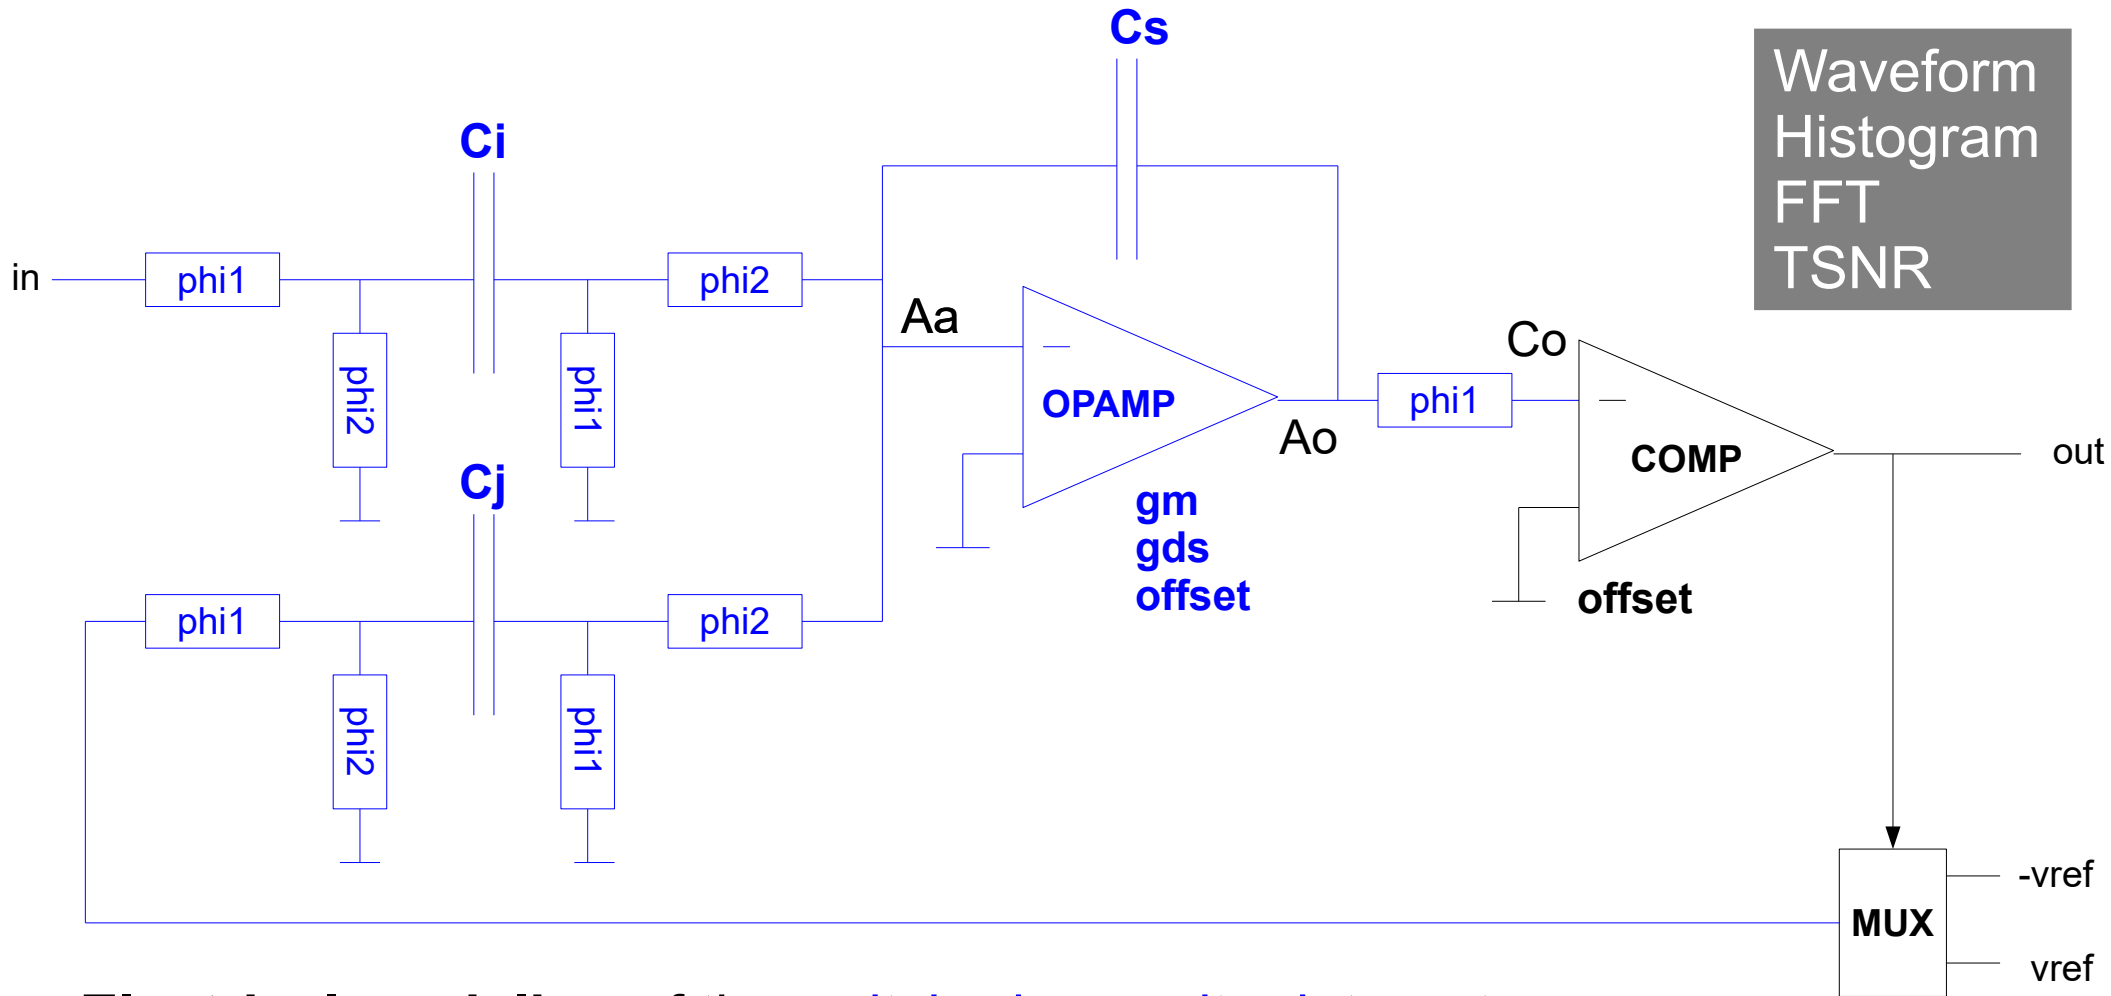 Cs
Waveform
Histogram
FFT
TSNR
Ci
in
phi1
phi2
phi2
phi1
Aa
OPAMP
Ao
gm
gds
offset
phi1
Co
COMP
offset
out
Cj
phi1
phi2
phi2
phi1
-vref
MUX
vref